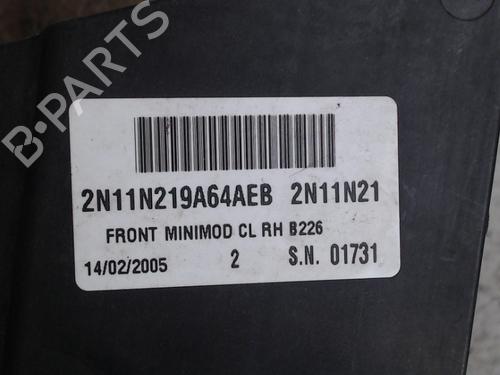 B-PARTS
2N11N219A64AEB 2N11N21
FRONT MINIMOD CL RH B226
14/02/2005 2 S.N. 01731